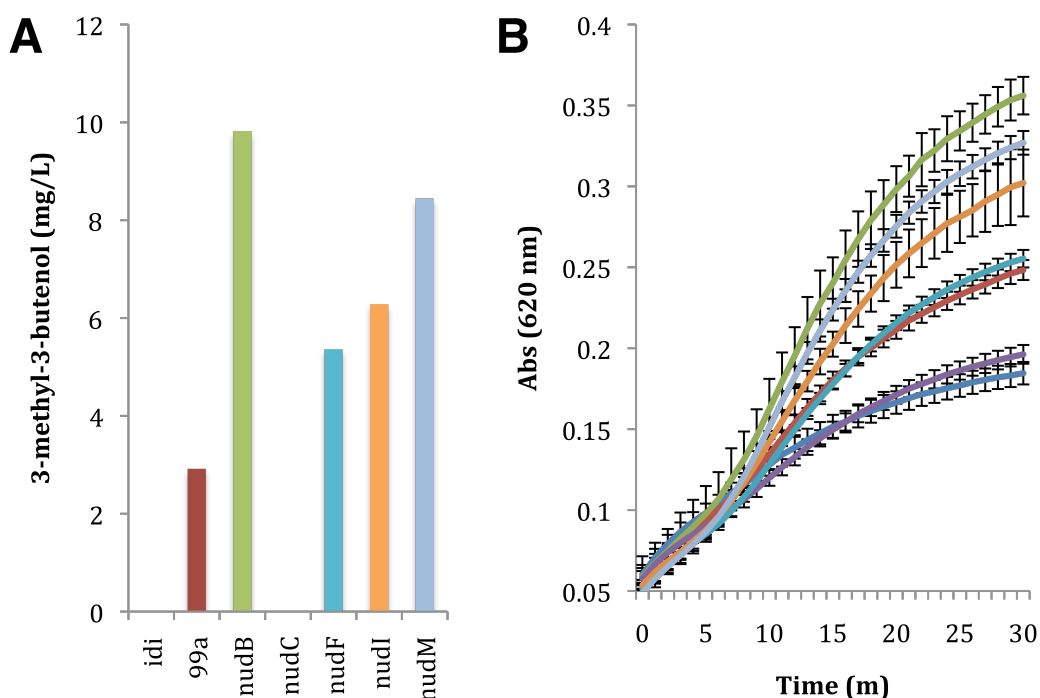 A
3-methyl-3-butenol (mg/L)
12
10
8
6
4
2
0
idi
99a
nudB
nudC
nudF
nudI
nudM
B
Abs (620 nm)
0.4
0.35
0.3
0.25
0.2
0.15
0.1
0.05
0 5 10 15 20 25 30
Time (m)